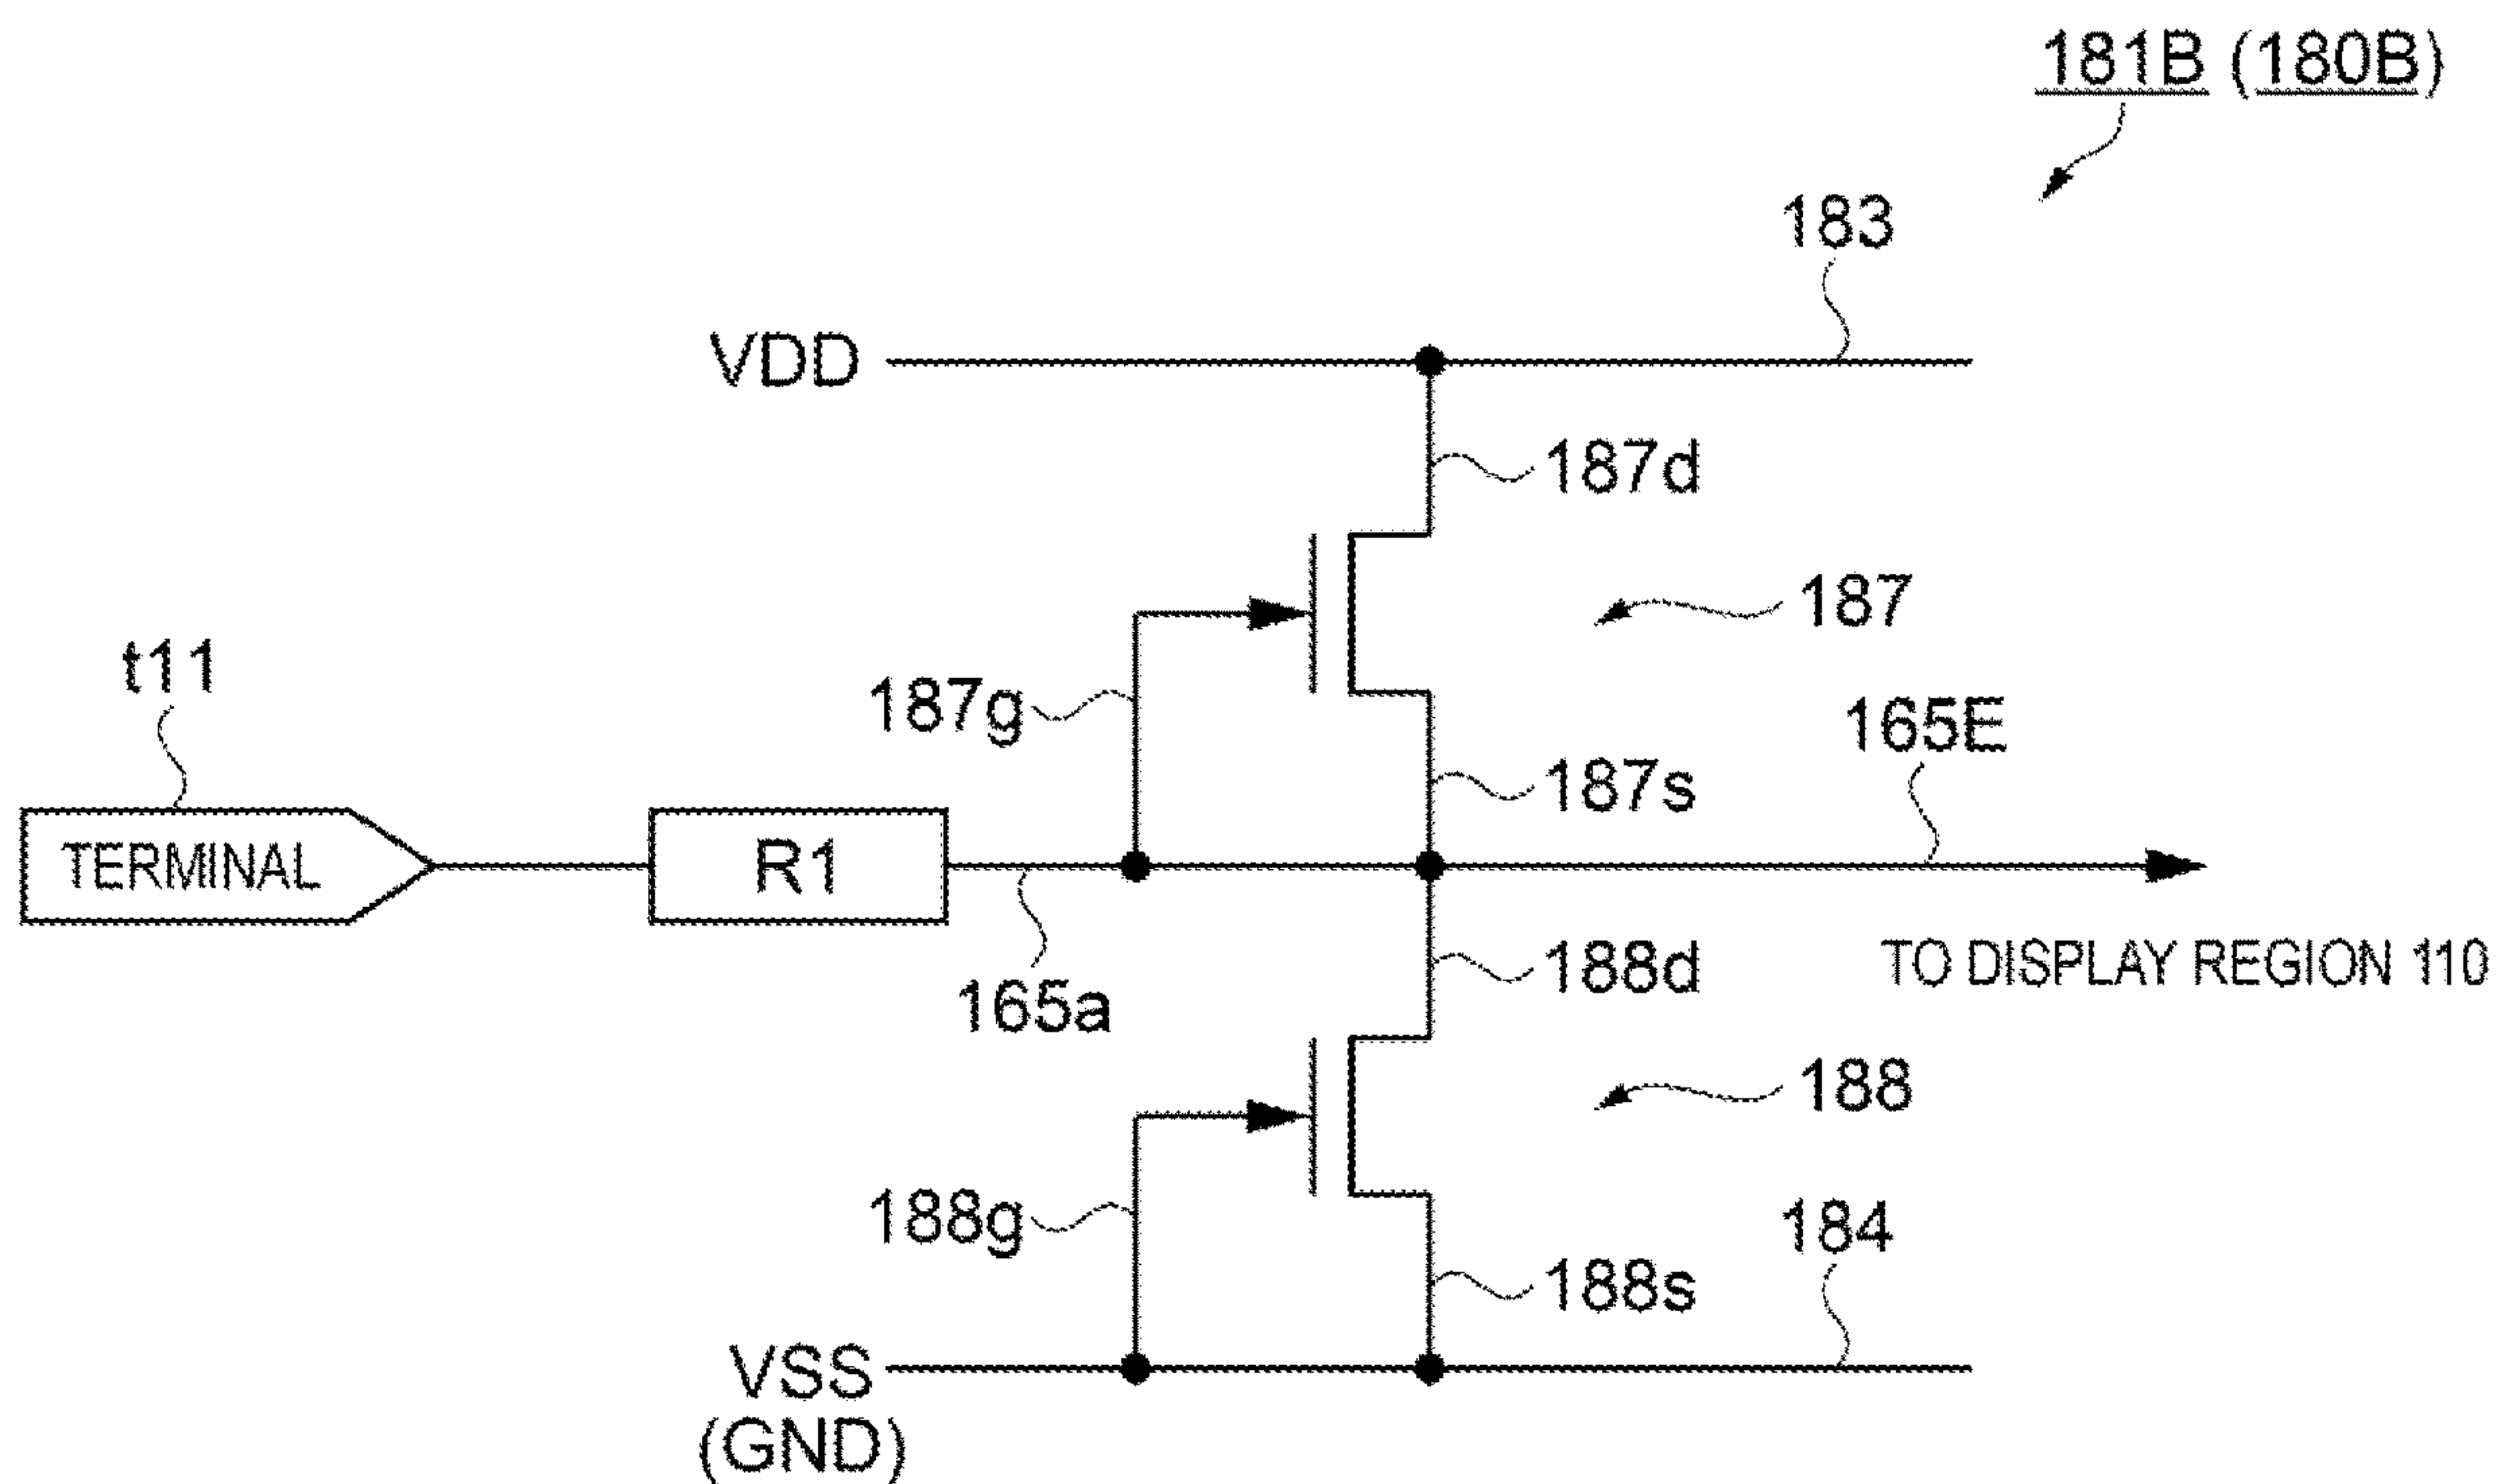 181B (180B)
183
VDD
187d
187
t11
187g
165E
187s
TERMINAL
R1
188d
TO DISPLAY REGION 110
165a
188
188g
184
188s
VSS
(GND)